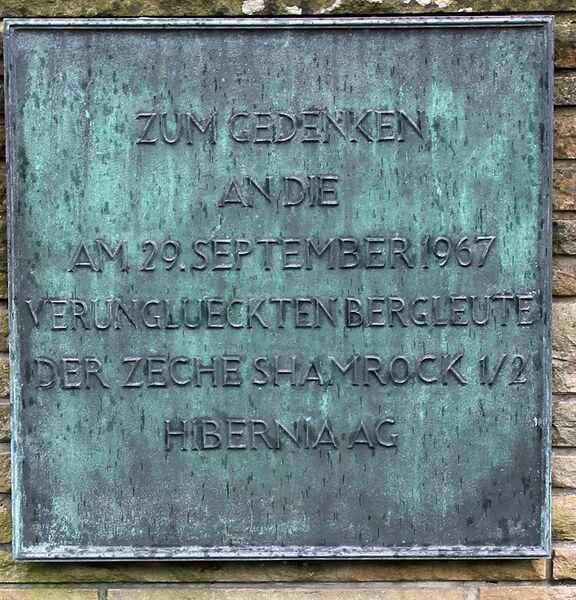 ZUM GEDENKEN
AN DIE
AM 29. SEPTEMBER 1967
VERUNGLUECKTEN BERGLEUTE
DER ZECHE SHAMROCK 1/2
HIBERNIA AG